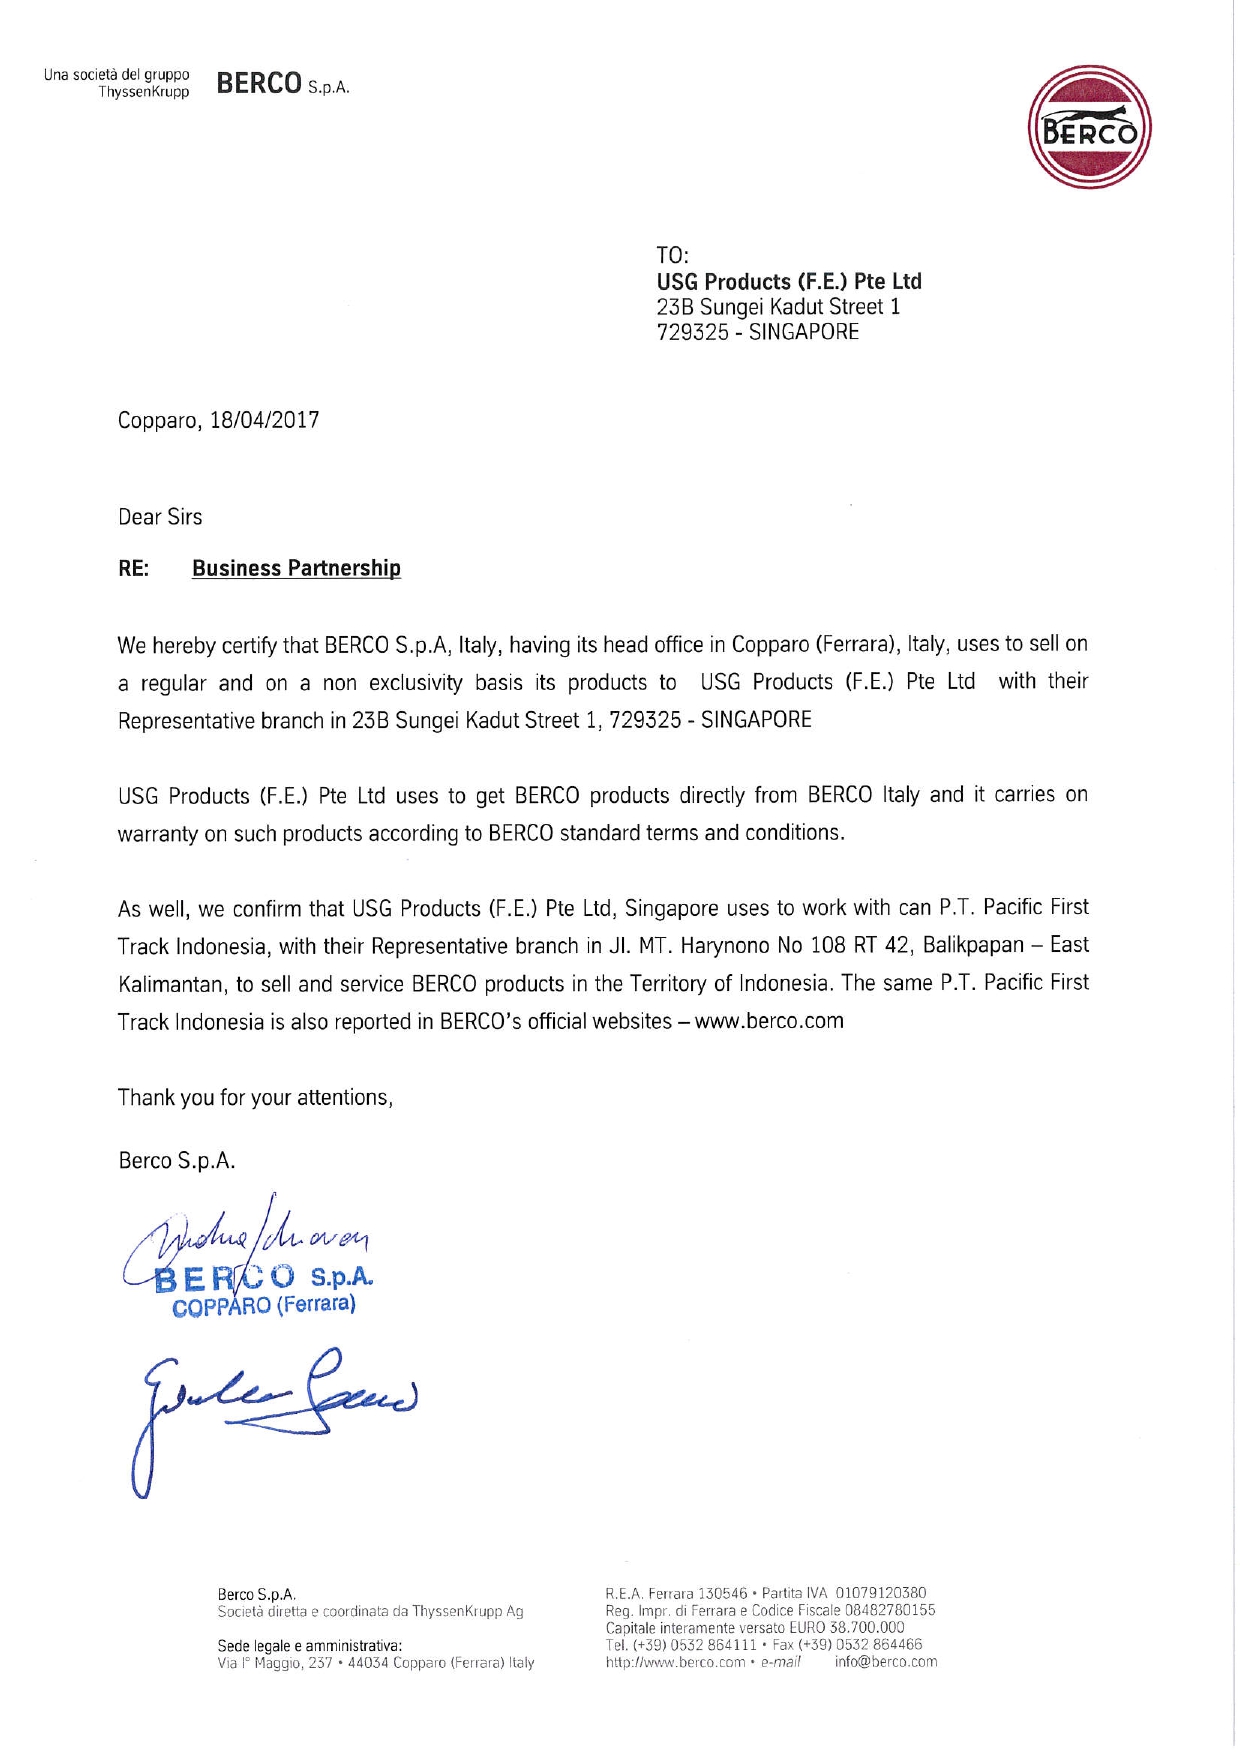 Una società del gruppo
ThyssenKrupp
BERCO S.p.A.
BERCO
TO:
USG Products (F.E.) Pte Ltd
23B Sungei Kadut Street 1
729325 - SINGAPORE
Copparo, 18/04/2017
Dear Sirs
RE: Business Partnership
We hereby certify that BERCO S.p.A, Italy, having its head office in Copparo (Ferrara), Italy, uses to sell on
a regular and on a non exclusivity basis its products to USG Products (F.E.) Pte Ltd with their
Representative branch in 23B Sungei Kadut Street 1, 729325 - SINGAPORE
USG Products (F.E.) Pte Ltd uses to get BERCO products directly from BERCO Italy and it carries on
warranty on such products according to BERCO standard terms and conditions.
As well, we confirm that USG Products (F.E.) Pte Ltd, Singapore uses to work with can P.T. Pacific First
Track Indonesia, with their Representative branch in Jl. MT. Harynono No 108 RT 42, Balikpapan – East
Kalimantan, to sell and service BERCO products in the Territory of Indonesia. The same P.T. Pacific First
Track Indonesia is also reported in BERCO's official websites – www.berco.com
Thank you for your attentions,
Berco S.p.A.
BERCO S.p.A.
COPPARO (Ferrara)
Berco S.p.A.
Società diretta e coordinata da ThyssenKrupp Ag
Sede legale e amministrativa:
Via I° Maggio, 237 • 44034 Copparo (Ferrara) Italy
R.E.A. Ferrara 130546 • Partita IVA 01079120380
Reg. Impr. di Ferrara e Codice Fiscale 08482780155
Capitale interamente versato EURO 38.700.000
Tel. (+39) 0532 864111 • Fax (+39) 0532 864466
http://www.berco.com • e-mail info@berco.com